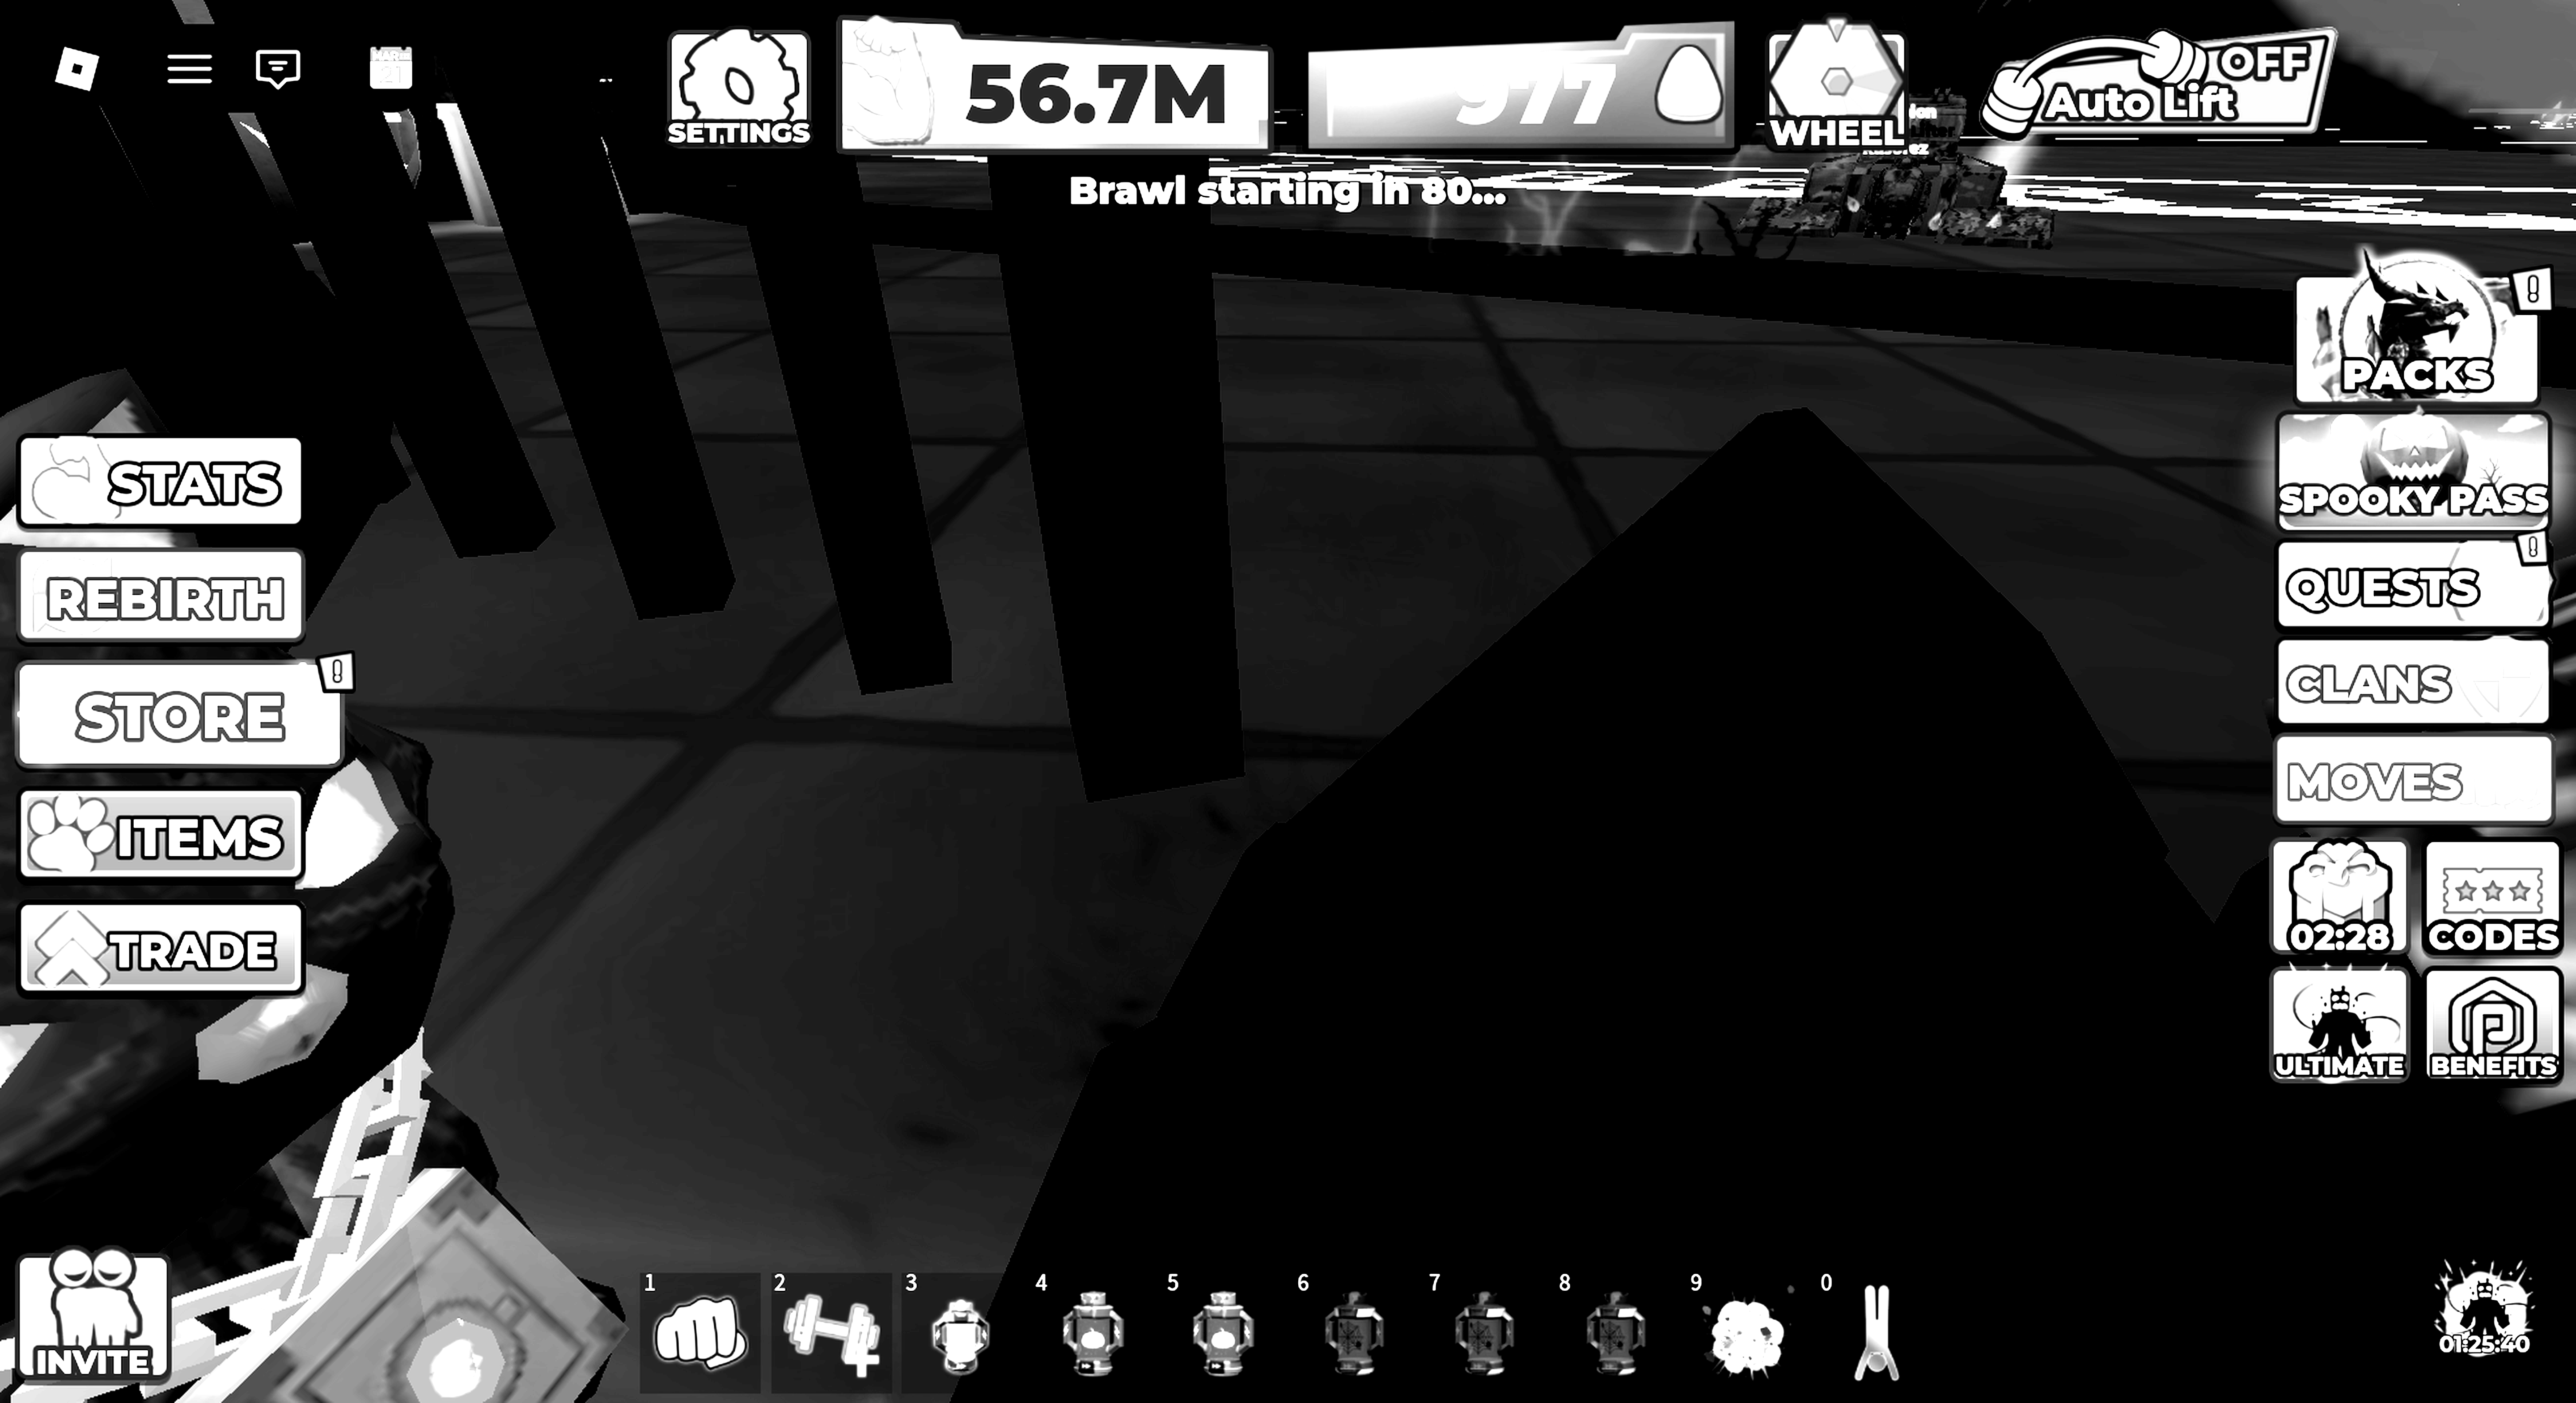 MARZ
21
SETTINGS
56.7M
977
WHEEL
OFF
Auto Lift
Brawl starting in 80...
PACKS
SPOOKY PASS
STATS
QUESTS
REBIRTH
CLANS
STORE
MOVES
ITEMS
02:28
CODES
TRADE
ULTIMATE
BENEFITS
INVITE
1
2
3
4
5
6
7
8
9
0
01:25:40